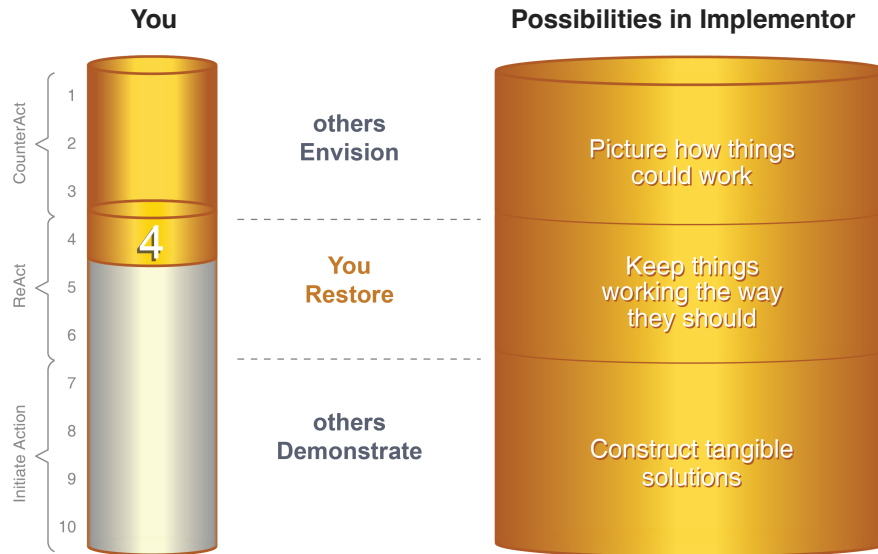 You
Possibilities in Implementor
CounterAct
1
2
3
others
Envision
Picture how things
could work
ReAct
4
4
5
6
You
Restore
Keep things
working the way
they should
Initiate Action
7
8
9
10
others
Demonstrate
Construct tangible
solutions